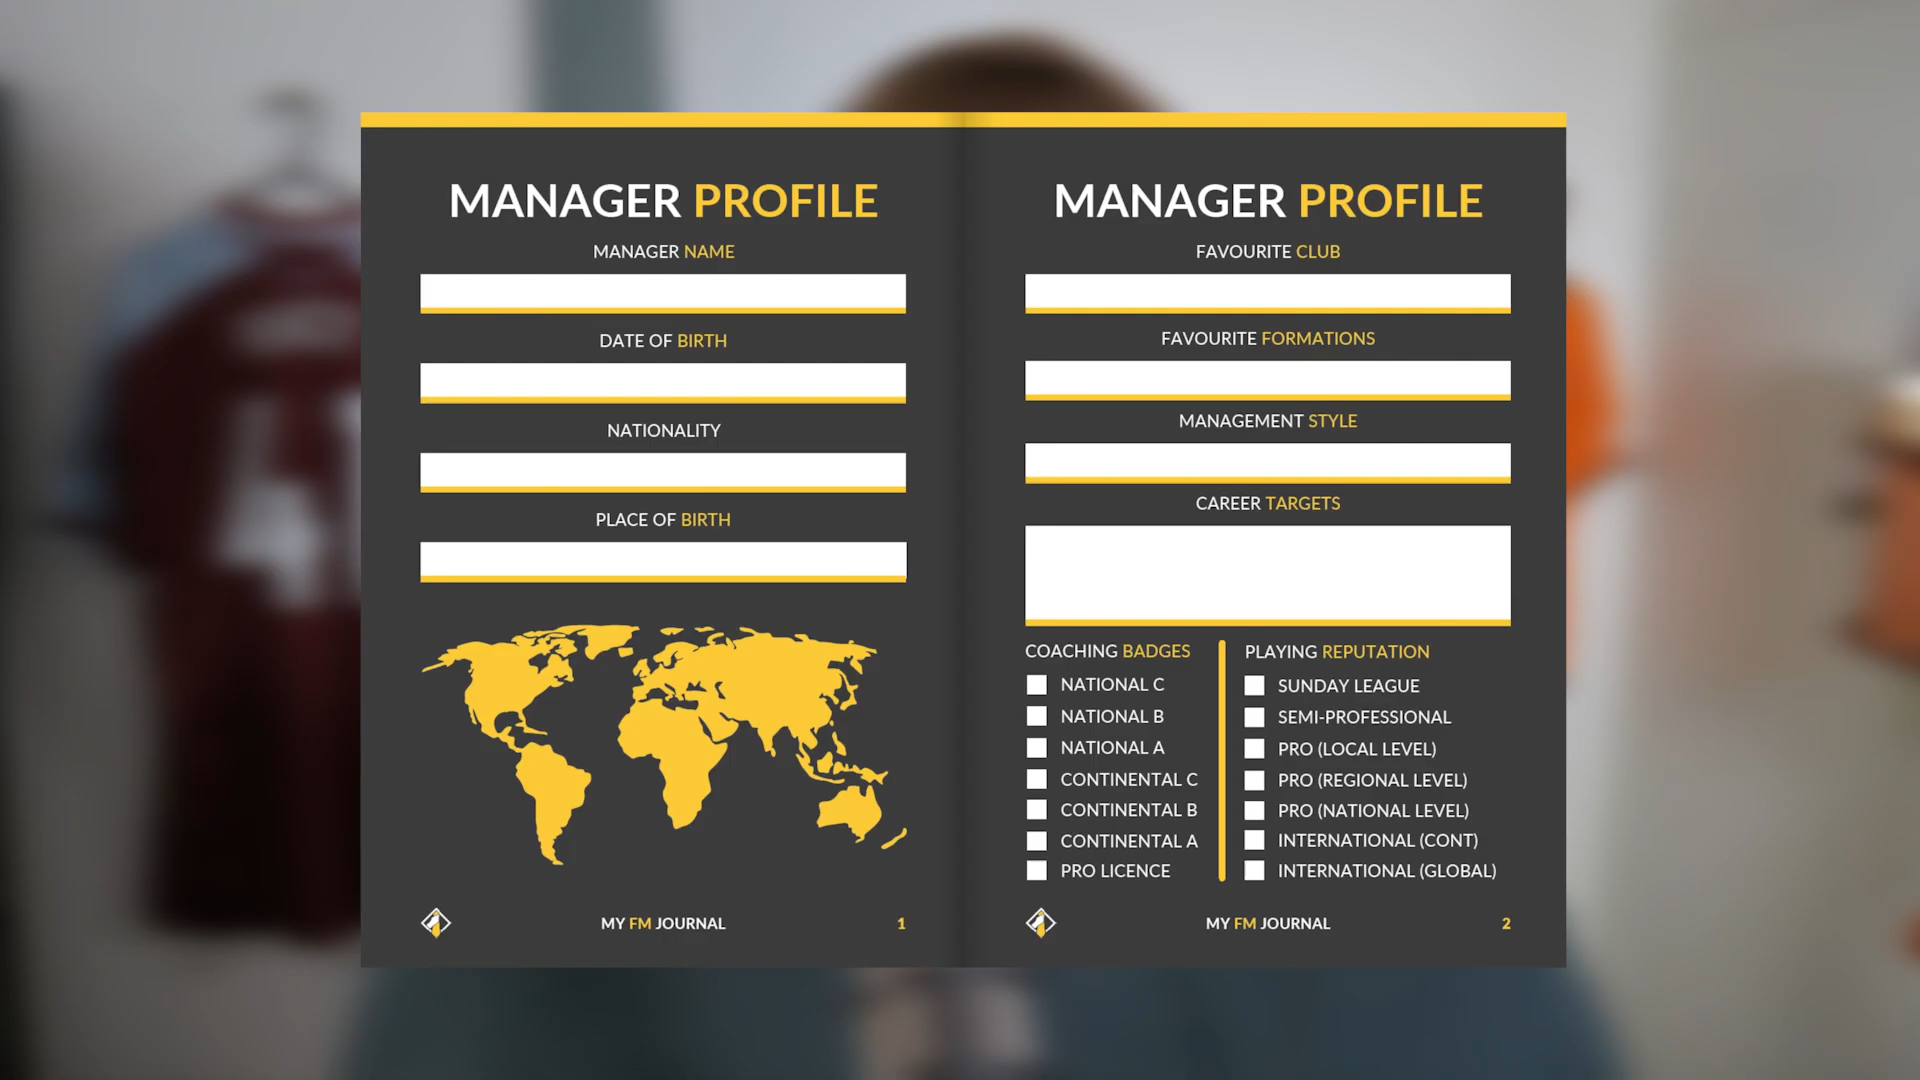 MANAGER PROFILE
MANAGER NAME
DATE OF BIRTH
NATIONALITY
PLACE OF BIRTH
MY FM JOURNAL
1
MANAGER PROFILE
FAVOURITE CLUB
FAVOURITE FORMATIONS
MANAGEMENT STYLE
CAREER TARGETS
COACHING BADGES
NATIONAL C
NATIONAL B
NATIONAL A
CONTINENTAL C
CONTINENTAL B
CONTINENTAL A
PRO LICENCE
PLAYING REPUTATION
SUNDAY LEAGUE
SEMI-PROFESSIONAL
PRO (LOCAL LEVEL)
PRO (REGIONAL LEVEL)
PRO (NATIONAL LEVEL)
INTERNATIONAL (CONT)
INTERNATIONAL (GLOBAL)
MY FM JOURNAL
2